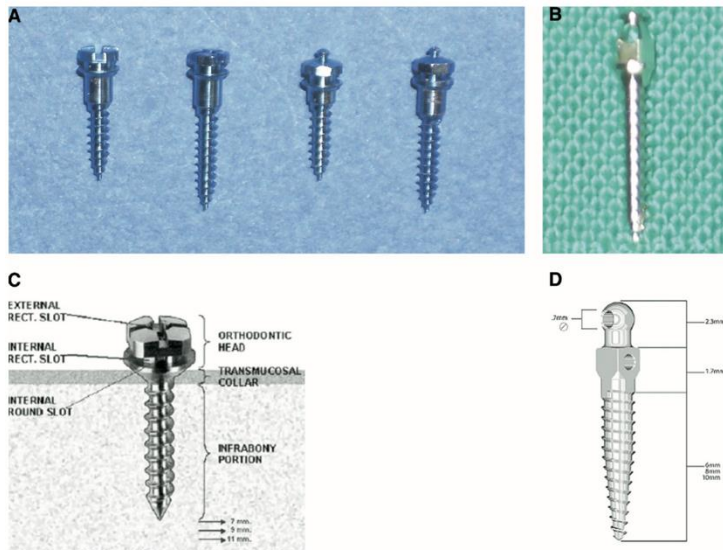 A
B
C
EXTERNAL
RECT. SLOT
INTERNAL
RECT. SLOT
INTERNAL
ROUND SLOT
ORTHODONTIC
HEAD
TRANSMUCOSAL
COLLAR
INFRABONY
PORTION
7 mm.
9 mm.
11 mm.
D
.7mm
2.3mm
1.7mm
6mm
8mm
10mm